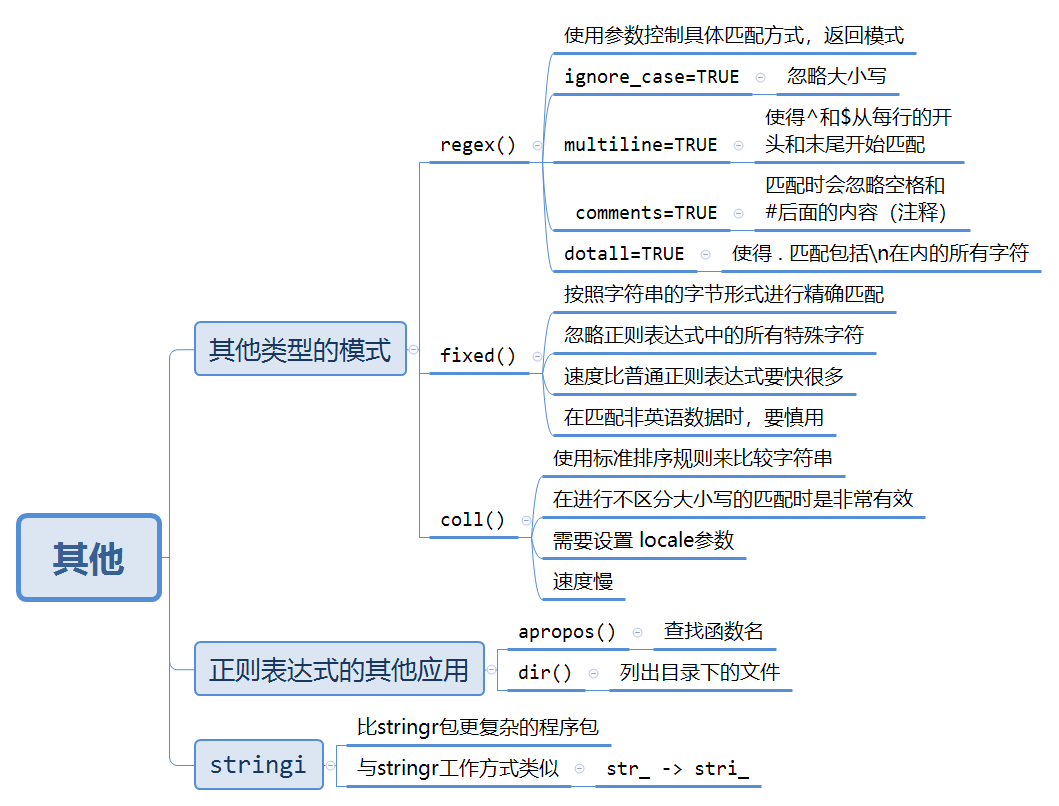 其他
其他类型的模式
regex()
使用参数控制具体匹配方式，返回模式
ignore_case=TRUE
忽略大小写
multiline=TRUE
使得^和$从每行的开
头和末尾开始匹配
comments=TRUE
匹配时会忽略空格和
#后面的内容（注释）
dotall=TRUE
使得 . 匹配包括\n在内的所有字符
fixed()
按照字符串的字节形式进行精确匹配
忽略正则表达式中的所有特殊字符
速度比普通正则表达式要快很多
在匹配非英语数据时，要慎用
coll()
使用标准排序规则来比较字符串
在进行不区分大小写的匹配时是非常有效
需要设置 locale参数
速度慢
正则表达式的其他应用
apropos()
查找函数名
dir()
列出目录下的文件
stringi
比stringr包更复杂的程序包
与stringr工作方式类似
str_ -> stri_